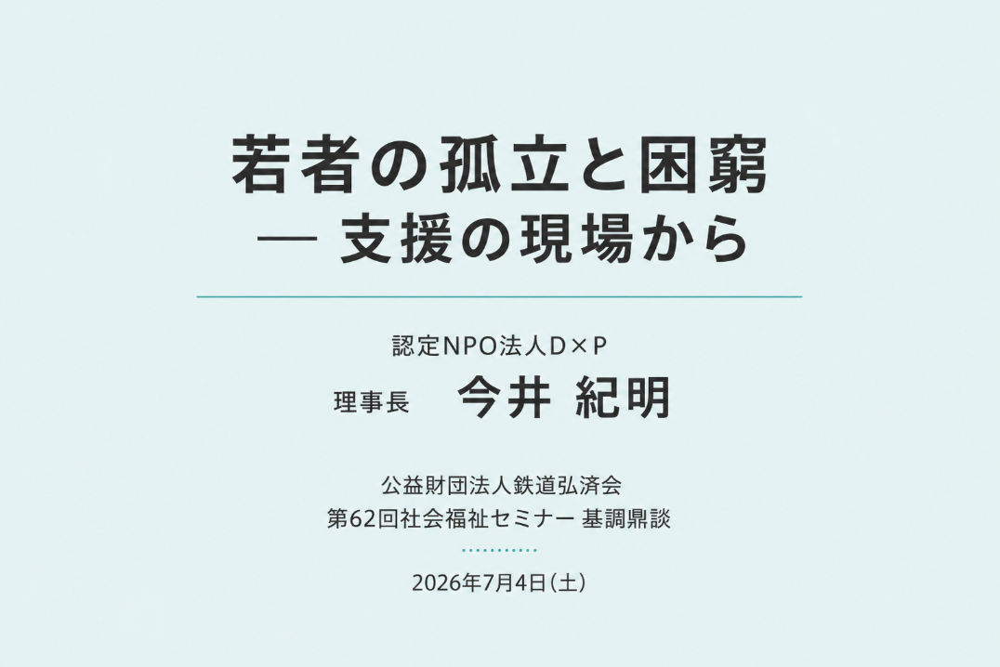 若者の孤立と困窮
― 支援の現場から
認定NPO法人D×P
理事長　今井 紀明
公益財団法人鉄道弘済会
第62回社会福祉セミナー 基調鼎談
2026年7月4日(土)